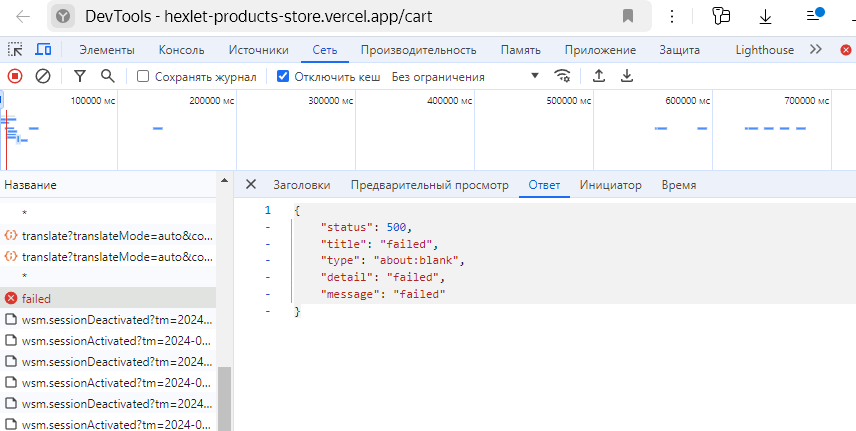 DevTools - hexlet-products-store.vercel.app/cart
Элементы Консоль Источники Сеть Производительность Память Приложение Защита Lighthouse
Сохранять журнал Отключить кеш Без ограничения
100000 мс 200000 мс 300000 мс 400000 мс 500000 мс 600000 мс 700000 мс
Название
*
translate?translateMode=auto&co...
translate?translateMode=auto&co...
*
failed
wsm.sessionDeactivated?tm=2024...
wsm.sessionActivated?tm=2024-0...
wsm.sessionDeactivated?tm=2024...
wsm.sessionActivated?tm=2024-0...
wsm.sessionDeactivated?tm=2024...
wsm.sessionActivated?tm=2024-0...
Заголовки Предварительный просмотр Ответ Инициатор Время
1 {
- "status": 500,
- "title": "failed",
- "type": "about:blank",
- "detail": "failed",
- "message": "failed"
- }